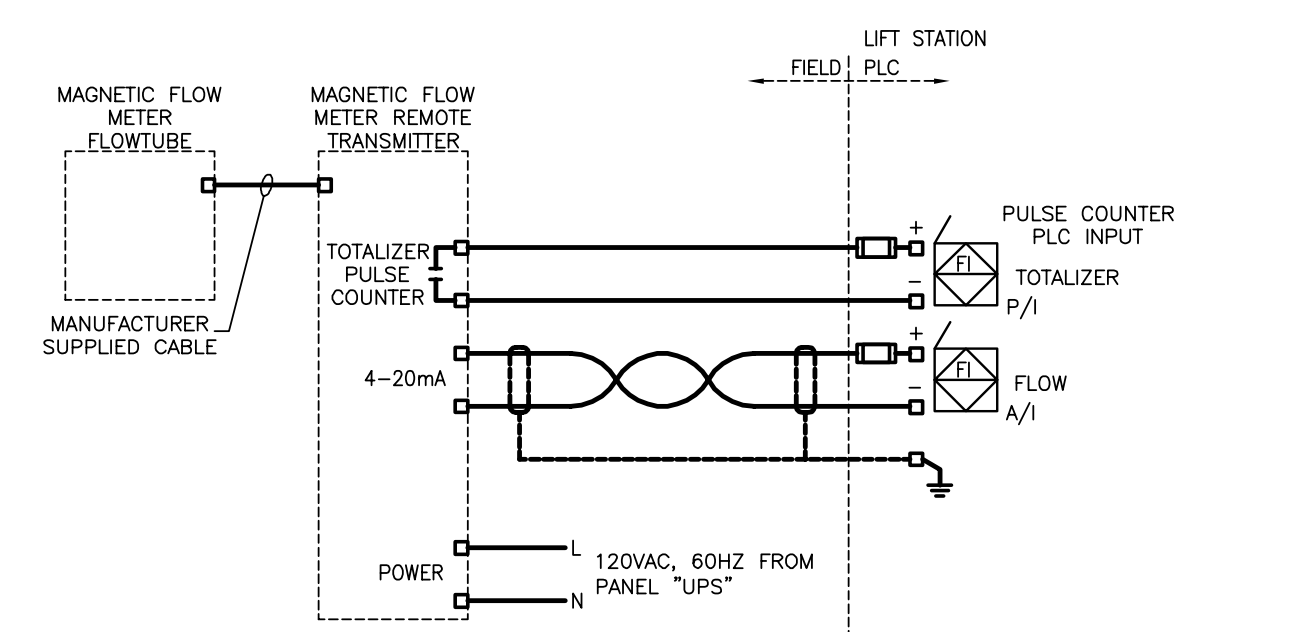 LIFT STATION
FIELD PLC
MAGNETIC FLOW
METER
FLOWTUBE
MAGNETIC FLOW
METER REMOTE
TRANSMITTER
MANUFACTURER
SUPPLIED CABLE
TOTALIZER
PULSE
COUNTER
+
−
FI
PULSE COUNTER
PLC INPUT
TOTALIZER
P/I
4−20mA
+
−
FI
FLOW
A/I
POWER
L
N
120VAC, 60HZ FROM
PANEL "UPS"